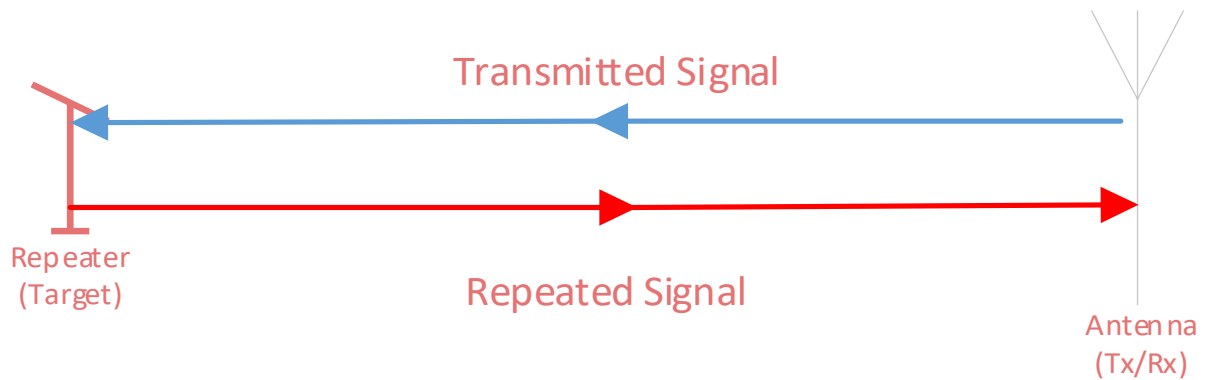 Transmitted Signal
Repeater
(Target)
Repeated Signal
Antenna
(Tx/Rx)